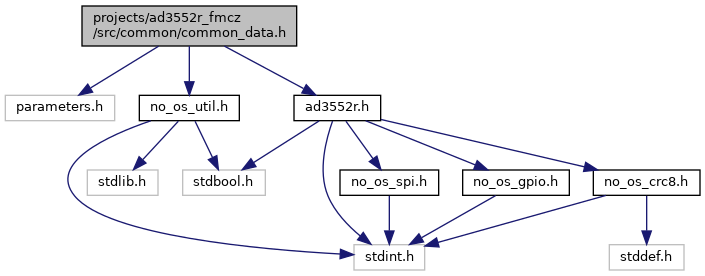 projects/ad3552r_fmcz
/src/common/common_data.h
parameters.h
no_os_util.h
ad3552r.h
stdlib.h
stdbool.h
no_os_spi.h
no_os_gpio.h
no_os_crc8.h
stdint.h
stddef.h